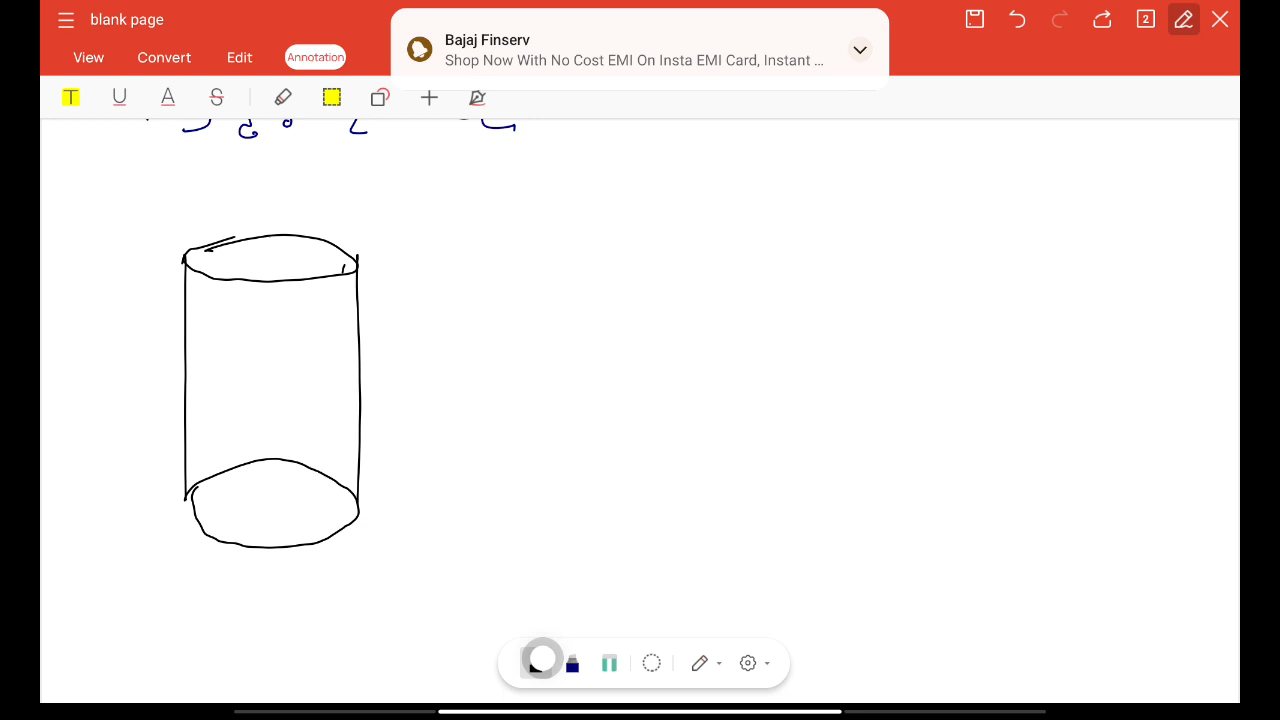 blank page
Bajaj Finserv
Shop Now With No Cost EMI On Insta EMI Card, Instant ...
2
View Convert Edit Annotation
T U A S